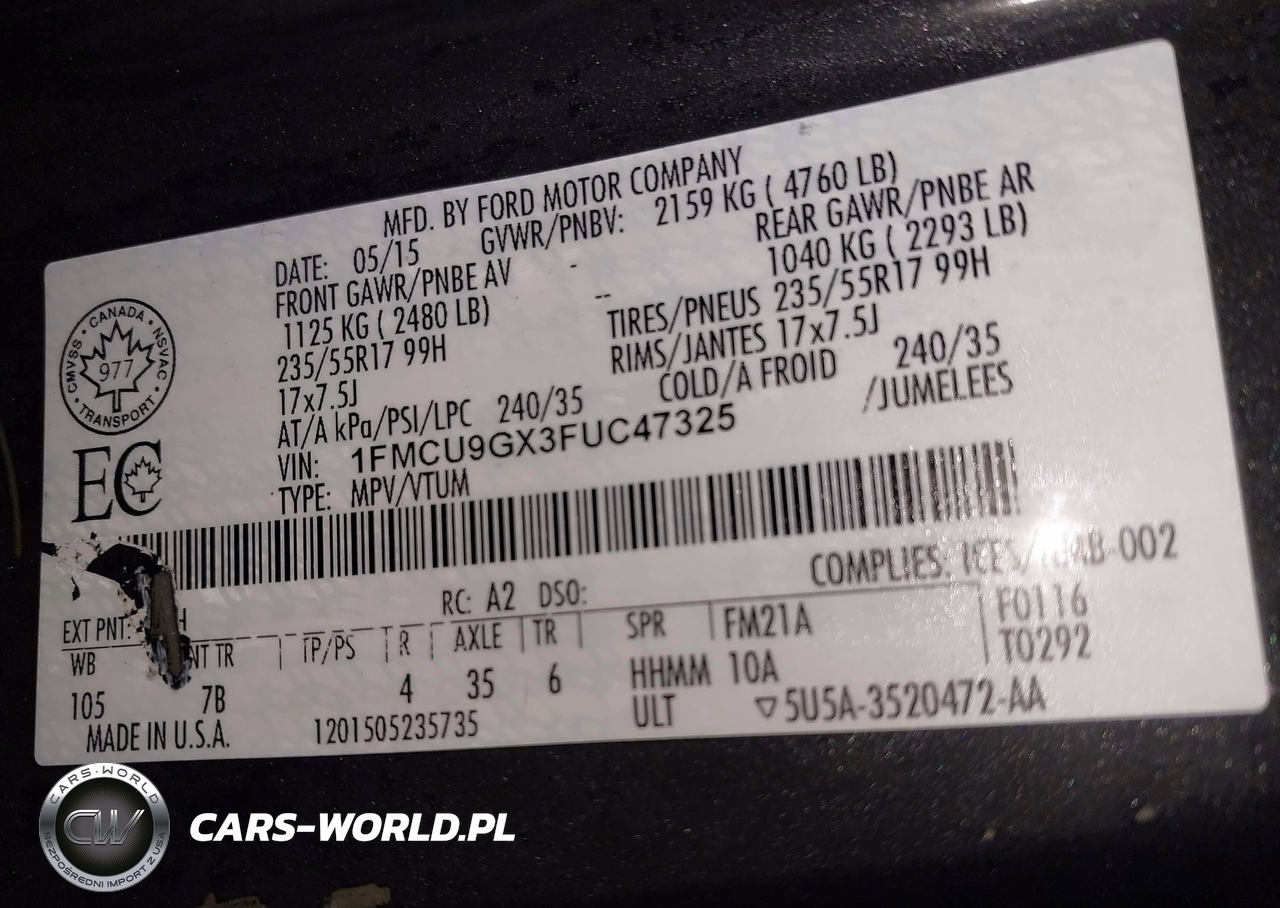 MFD. BY FORD MOTOR COMPANY
DATE: 05/15 GVWR/PNBV: 2159 KG ( 4760 LB)
FRONT GAWR/PNBE AV - REAR GAWR/PNBE AR
1125 KG ( 2480 LB) -- 1040 KG ( 2293 LB)
235/55R17 99H TIRES/PNEUS 235/55R17 99H
17x7.5J RIMS/JANTES 17x7.5J
AT/A kPa/PSI/LPC 240/35 COLD/A FROID 240/35
VIN: 1FMCU9GX3FUC47325 /JUMELEES
TYPE: MPV/VTUM
CANADA
CMVSS · NSVAC
977
TRANSPORT
EC
COMPLIES: ICES/ -002
EXT PNT: RC: A2 DSO:
WB TR TP/PS R AXLE TR SPR FM21A F0116
105 7B 4 35 6 HHMM 10A T0292
MADE IN U.S.A. 1201505235735 ULT ▽5U5A-3520472-AA
CARS-WORLD
CW
BEZPOŚREDNI IMPORT Z USA
CARS-WORLD.PL